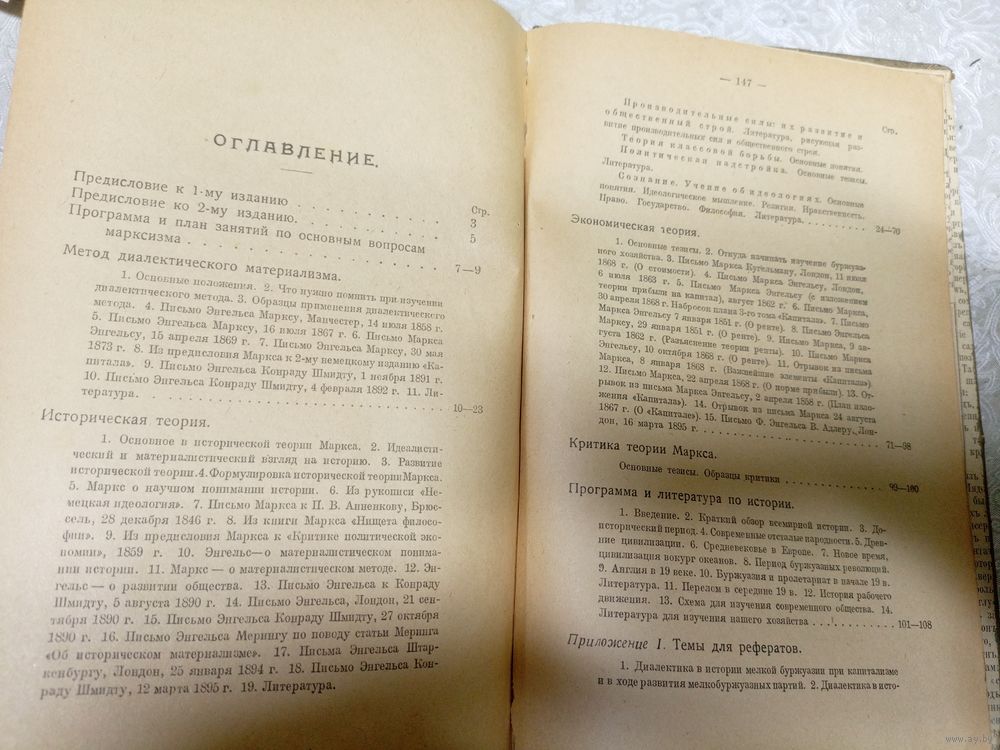 ОГЛАВЛЕНИЕ.
Стр.
Предисловие к 1-му изданию . . . . . . . . . . 3
Предисловие ко 2-му изданию. . . . . . . . . . 5
Программа и план занятий по основным вопросам
марксизма . . . . . . . . . . . . . . 7—9
Метод диалектического материализма.
1. Основные положения. 2. Что нужно помнить при изучении
диалектического метода. 3. Образцы применения диалектического
метода. 4. Письмо Энгельса Марксу, Манчестер, 14 июля 1858 г.
5. Письмо Энгельса Марксу, 16 июля 1867 г. 6. Письмо Маркса
Энгельсу, 15 апреля 1869 г. 7. Письмо Энгельса Марксу, 30 мая
1873 г. 8. Из предисловия Маркса к 2-му немецкому изданию «Ка-
питала». 9. Письмо Энгельса Конраду Шмидту, 1 ноября 1891 г.
10. Письмо Энгельса Конраду Шмидту, 4 февраля 1892 г. 11. Ли-
тература. . . . . . . . . . . . . . . 10—23
Историческая теория.
1. Основное в исторической теории Маркса. 2. Идеалисти-
ческий и материалистический взгляд на историю. 3. Развитие
исторической теории. 4. Формулировка исторической теории Маркса.
5. Маркс о научном понимании истории. 6. Из рукописи «Не-
мецкая идеология». 7. Письмо Маркса к П. В. Анненкову, Брюс-
сель, 28 декабря 1846 г. 8. Из книги Маркса «Нищета филосо-
фии». 9. Из предисловия Маркса к «Критике политической эко-
номии», 1859 г. 10. Энгельс—о материалистическом понимании
истории. 11. Маркс — о материалистическом методе. 12. Эн-
гельс — о развитии общества. 13. Письмо Энгельса к Конраду
Шмидту, 5 августа 1890 г. 14. Письмо Энгельса, Лондон, 21 сен-
тября 1890 г. 15. Письмо Энгельса Конраду Шмидту, 27 октября
1890 г. 16. Письмо Энгельса Мерингу по поводу статьи Меринга
«Об историческом материализме». 17. Письма Энгельса Штар-
кенбургу, Лондон, 25 января 1894 г. 18. Письмо Энгельса Кон-
раду Шмидту, 12 марта 1895 г. 19. Литература.
— 147 —
Стр.
Производительные силы: их развитие и
общественный строй. Литература, рисующая раз-
витие производительных сил и общественного строя.
Теория классовой борьбы. Основные понятия.
Политическая надстройка. Основные тезисы.
Литература.
Сознание. Учение об идеологиях. Основные
понятия. Идеологическое мышление. Религия. Нравственность.
Право. Государство. Философия. Литература. . . . . . . . . 24—70
Экономическая теория.
1. Основные тезисы. 2. Откуда начинать изучение буржуаз-
ного хозяйства. 3. Письмо Маркса Кугельману, Лондон, 11 июля
1868 г. (О стоимости). 4. Письмо Маркса Энгельсу, Лондон,
6 июля 1863 г. 5. Письмо Маркса Энгельсу (с изложением
теории прибыли на капитал), август 1862 г. 6. Письмо Маркса,
30 апреля 1868 г. Набросок плана 3-го тома «Капитала». 7. Письмо
Маркса Энгельсу 7 января 1851 г. (О ренте). 8. Письмо Энгельса
Марксу, 29 января 1851 г. (О ренте). 9. Письмо Маркса, 9 ав-
густа 1862 г. (Разъяснение теории ренты). 10. Письмо Маркса
Энгельсу, 10 октября 1868 г. (О ренте). 11. Отрывок из письма
Маркса, 8 января 1868 г. (Важнейшие элементы «Капитала»).
12. Письмо Маркса, 22 апреля 1868 г. (О норме прибыли). 13. От-
рывок из письма Маркса Энгельсу, 2 апреля 1858 г. (План изло-
жения «Капитала». 14. Отрывок из письма Маркса 24 августа
1867 г. (О «Капитале»). 15. Письмо Ф. Энгельса В. Адлеру, Лон-
дон, 16 марта 1895 г. . . . . . . . . . . . . . 71—98
Критика теории Маркса.
Основные тезисы. Образцы критики . . . . . . . . . 99—100
Программа и литература по истории.
1. Введение. 2. Краткий обзор всемирной истории. 3. До-
исторический период. 4. Современные отсталые народности. 5. Древ-
ние цивилизации. 6. Средневековье в Европе. 7. Новое время,
цивилизация вокруг океанов. 8. Период буржуазных революций.
9. Англия в 19 веке. 10. Буржуазия и пролетариат в начале 19 в.
Литература. 11. Перелом в середине 19 в. 12. История рабочего
движения. 13. Схема для изучения современного общества. 14.
Литература для изучения нашего хозяйства . . . . . . . 101—108
Приложение I. Темы для рефератов.
1. Диалектика в истории мелкой буржуазии при капитализме
и в ходе развития мелкобуржуазных партий. 2. Диалектика в исто-
www.ay.by